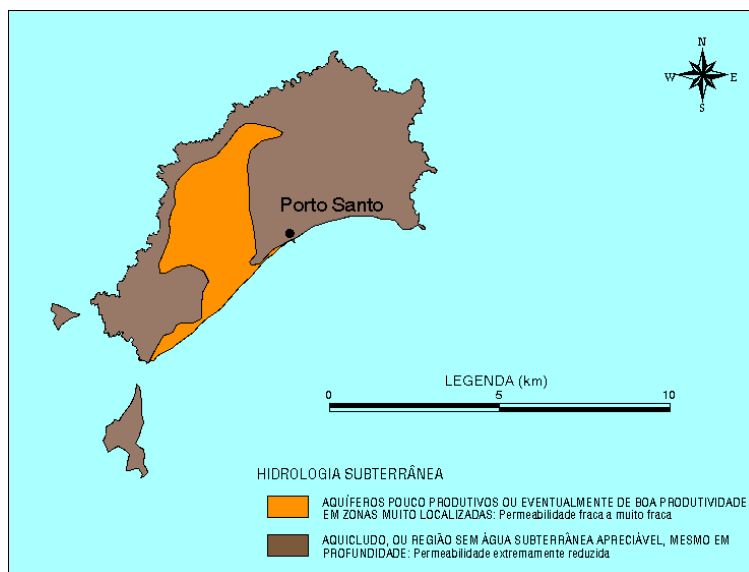 N
W E
S
Porto Santo
LEGENDA (km)
0 5 10
HIDROLOGIA SUBTERRÂNEA
AQUÍFEROS POUCO PRODUTIVOS OU EVENTUALMENTE DE BOA PRODUTIVIDADE
EM ZONAS MUITO LOCALIZADAS: Permeabilidade fraca a muito fraca
AQUICLUDO, OU REGIÃO SEM ÁGUA SUBTERRÂNEA APRECIÁVEL, MESMO EM
PROFUNDIDADE: Permeabilidade extremamente reduzida